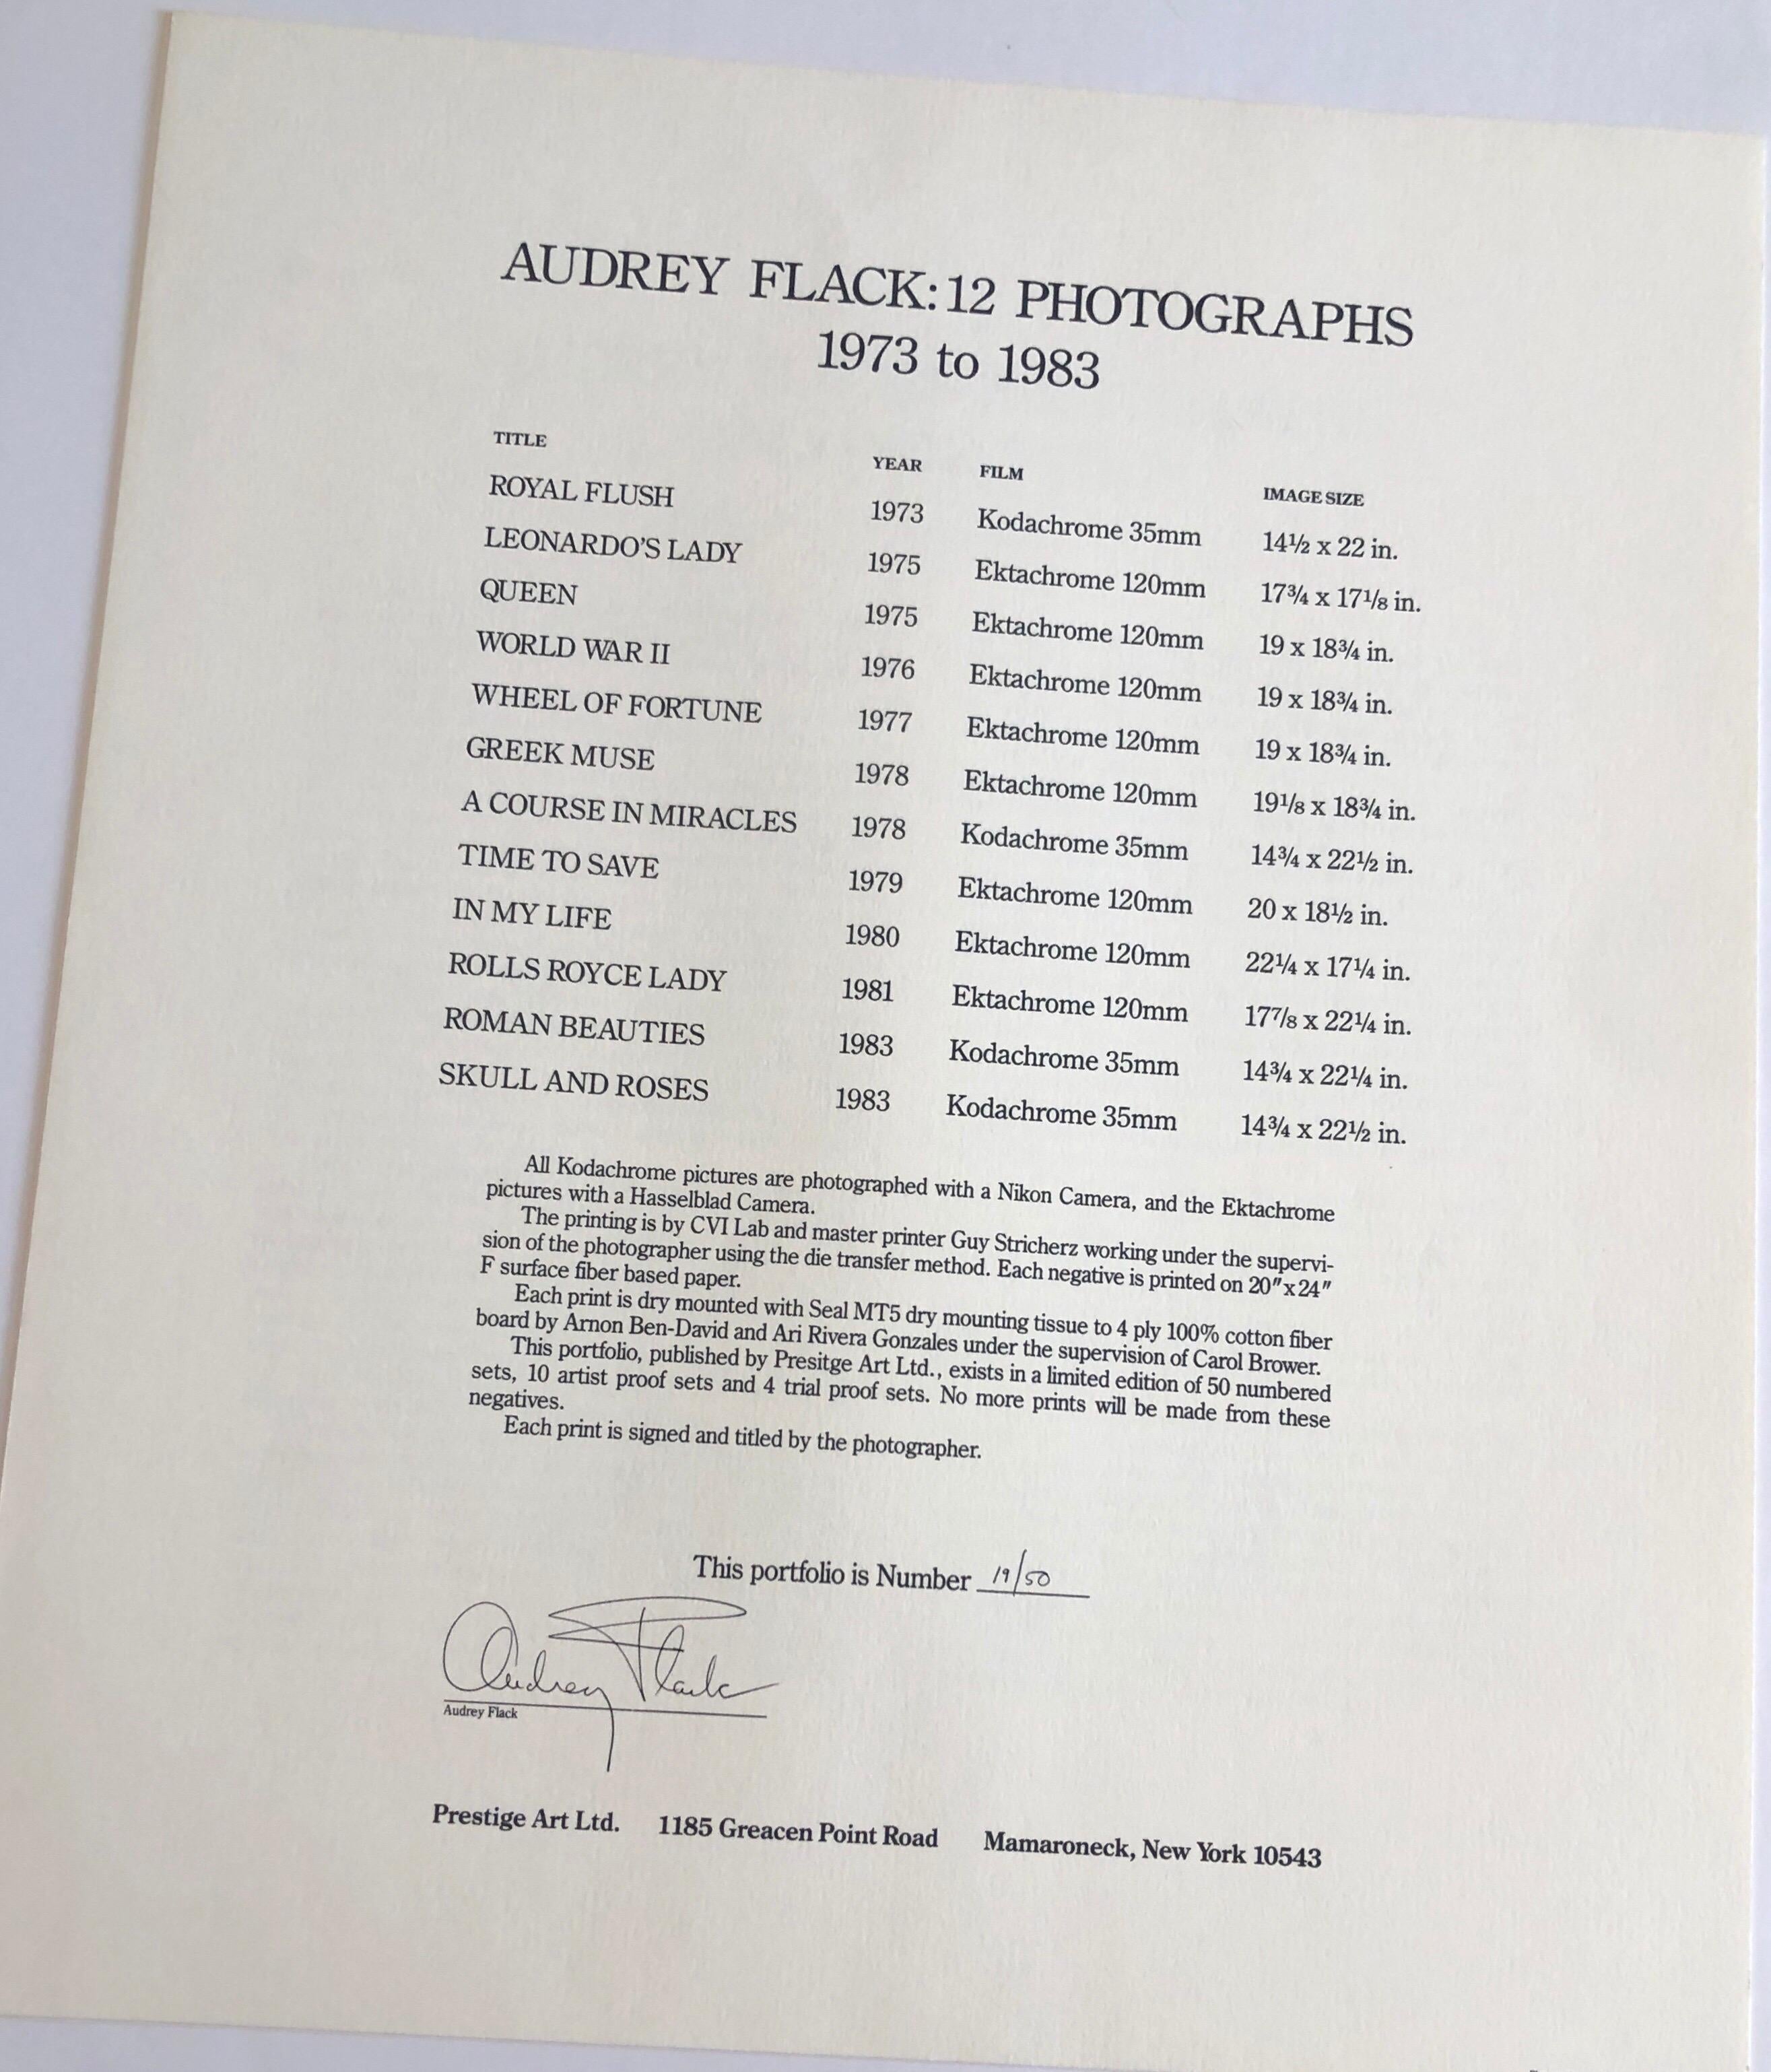 AUDREY FLACK: 12 PHOTOGRAPHS
1973 to 1983
TITLE YEAR FILM IMAGE SIZE
ROYAL FLUSH 1973 Kodachrome 35mm 14½ x 22 in.
LEONARDO'S LADY 1975 Ektachrome 120mm 17¾ x 17⅛ in.
QUEEN 1975 Ektachrome 120mm 19 x 18¾ in.
WORLD WAR II 1976 Ektachrome 120mm 19 x 18¾ in.
WHEEL OF FORTUNE 1977 Ektachrome 120mm 19 x 18¾ in.
GREEK MUSE 1978 Ektachrome 120mm 19⅛ x 18¾ in.
A COURSE IN MIRACLES 1978 Kodachrome 35mm 14¾ x 22½ in.
TIME TO SAVE 1979 Ektachrome 120mm 20 x 18½ in.
IN MY LIFE 1980 Ektachrome 120mm 22¼ x 17¼ in.
ROLLS ROYCE LADY 1981 Ektachrome 120mm 17⅞ x 22¼ in.
ROMAN BEAUTIES 1983 Kodachrome 35mm 14¾ x 22¼ in.
SKULL AND ROSES 1983 Kodachrome 35mm 14¾ x 22½ in.
All Kodachrome pictures are photographed with a Nikon Camera, and the Ektachrome
pictures with a Hasselblad Camera.
The printing is by CVI Lab and master printer Guy Stricherz working under the supervi-
sion of the photographer using the die transfer method. Each negative is printed on 20″x24″
F surface fiber based paper.
Each print is dry mounted with Seal MT5 dry mounting tissue to 4 ply 100% cotton fiber
board by Arnon Ben-David and Ari Rivera Gonzales under the supervision of Carol Brower.
This portfolio, published by Presitge Art Ltd., exists in a limited edition of 50 numbered
sets, 10 artist proof sets and 4 trial proof sets. No more prints will be made from these
negatives.
Each print is signed and titled by the photographer.
This portfolio is Number 19/50
Audrey Flack
Audrey Flack
Prestige Art Ltd. 1185 Greacen Point Road Mamaroneck, New York 10543